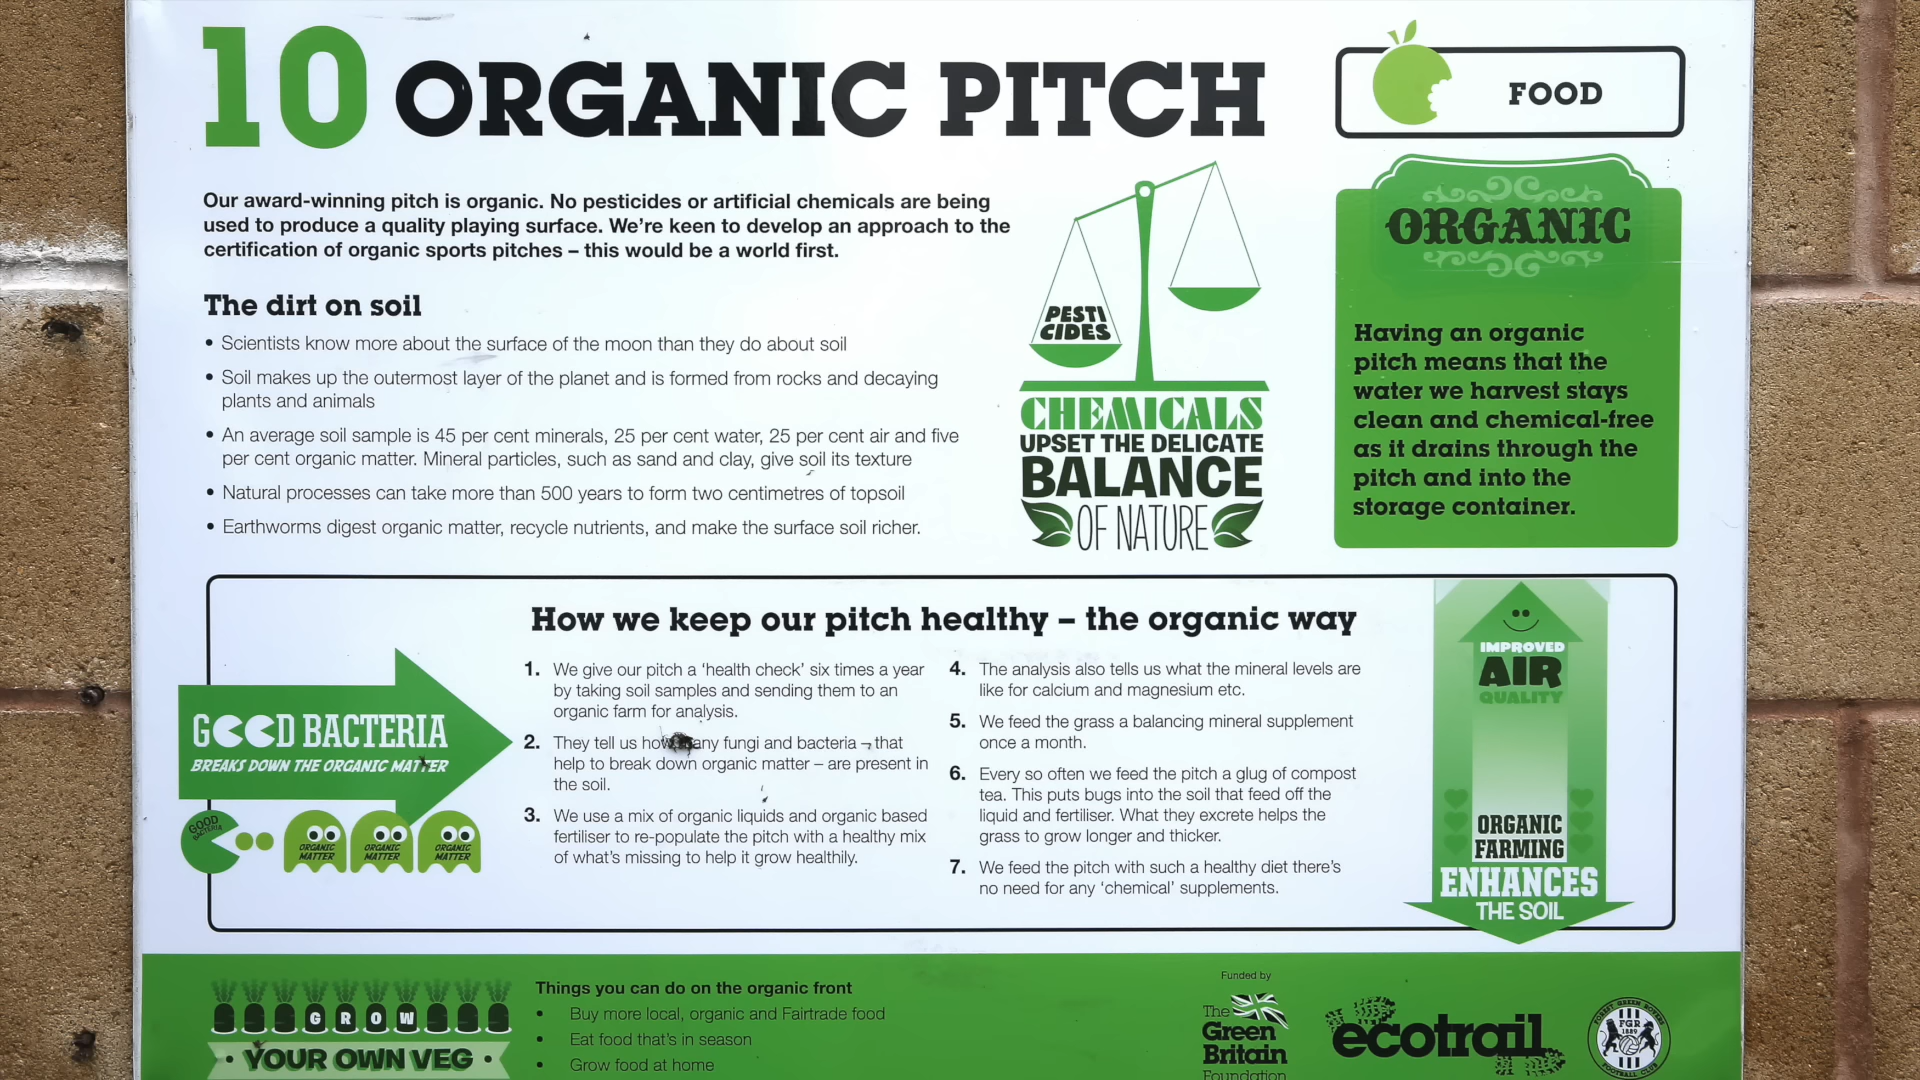 10 ORGANIC PITCH
FOOD
Our award-winning pitch is organic. No pesticides or artificial chemicals are being
used to produce a quality playing surface. We're keen to develop an approach to the
certification of organic sports pitches – this would be a world first.
The dirt on soil
• Scientists know more about the surface of the moon than they do about soil
• Soil makes up the outermost layer of the planet and is formed from rocks and decaying
plants and animals
• An average soil sample is 45 per cent minerals, 25 per cent water, 25 per cent air and five
per cent organic matter. Mineral particles, such as sand and clay, give soil its texture
• Natural processes can take more than 500 years to form two centimetres of topsoil
• Earthworms digest organic matter, recycle nutrients, and make the surface soil richer.
PESTI
CIDES
CHEMICALS
UPSET THE DELICATE
BALANCE
OF NATURE
ORGANIC
Having an organic
pitch means that the
water we harvest stays
clean and chemical-free
as it drains through the
pitch and into the
storage container.
How we keep our pitch healthy – the organic way
GOOD BACTERIA
BREAKS DOWN THE ORGANIC MATTER
GOOD
BACTERIA
ORGANIC
MATTER
ORGANIC
MATTER
ORGANIC
MATTER
1. We give our pitch a 'health check' six times a year
by taking soil samples and sending them to an
organic farm for analysis.
2. They tell us how many fungi and bacteria – that
help to break down organic matter – are present in
the soil.
3. We use a mix of organic liquids and organic based
fertiliser to re-populate the pitch with a healthy mix
of what's missing to help it grow healthily.
4. The analysis also tells us what the mineral levels are
like for calcium and magnesium etc.
5. We feed the grass a balancing mineral supplement
once a month.
6. Every so often we feed the pitch a glug of compost
tea. This puts bugs into the soil that feed off the
liquid and fertiliser. What they excrete helps the
grass to grow longer and thicker.
7. We feed the pitch with such a healthy diet there's
no need for any 'chemical' supplements.
IMPROVED
AIR
QUALITY
ORGANIC
FARMING
ENHANCES
THE SOIL
GROW
• YOUR OWN VEG •
Things you can do on the organic front
• Buy more local, organic and Fairtrade food
• Eat food that's in season
• Grow food at home
Funded by
The
Green
Britain
Foundation
ecotrail
FOREST GREEN ROVERS
FGR
1889
FOOTBALL CLUB